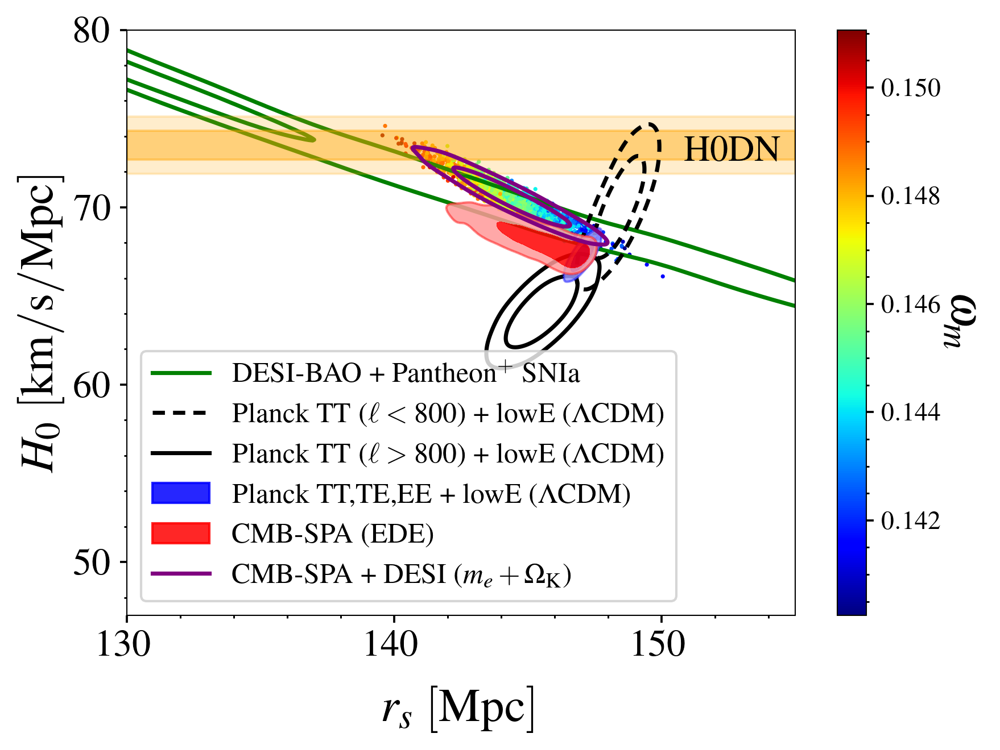 80
70
60
50
H₀ [km/s/Mpc]
H0DN
DESI-BAO + Pantheon⁺ SNIa
Planck TT (ℓ < 800) + lowE (ΛCDM)
Planck TT (ℓ > 800) + lowE (ΛCDM)
Planck TT,TE,EE + lowE (ΛCDM)
CMB-SPA (EDE)
CMB-SPA + DESI (mₑ + Ω_K)
130 140 150
r_s [Mpc]
0.150
0.148
0.146
0.144
0.142
ω_m